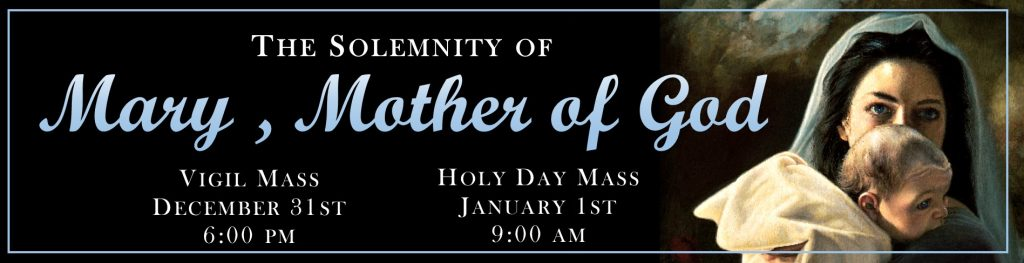 The Solemnity of
Mary , Mother of God
Vigil Mass
December 31st
6:00 pm
Holy Day Mass
January 1st
9:00 am